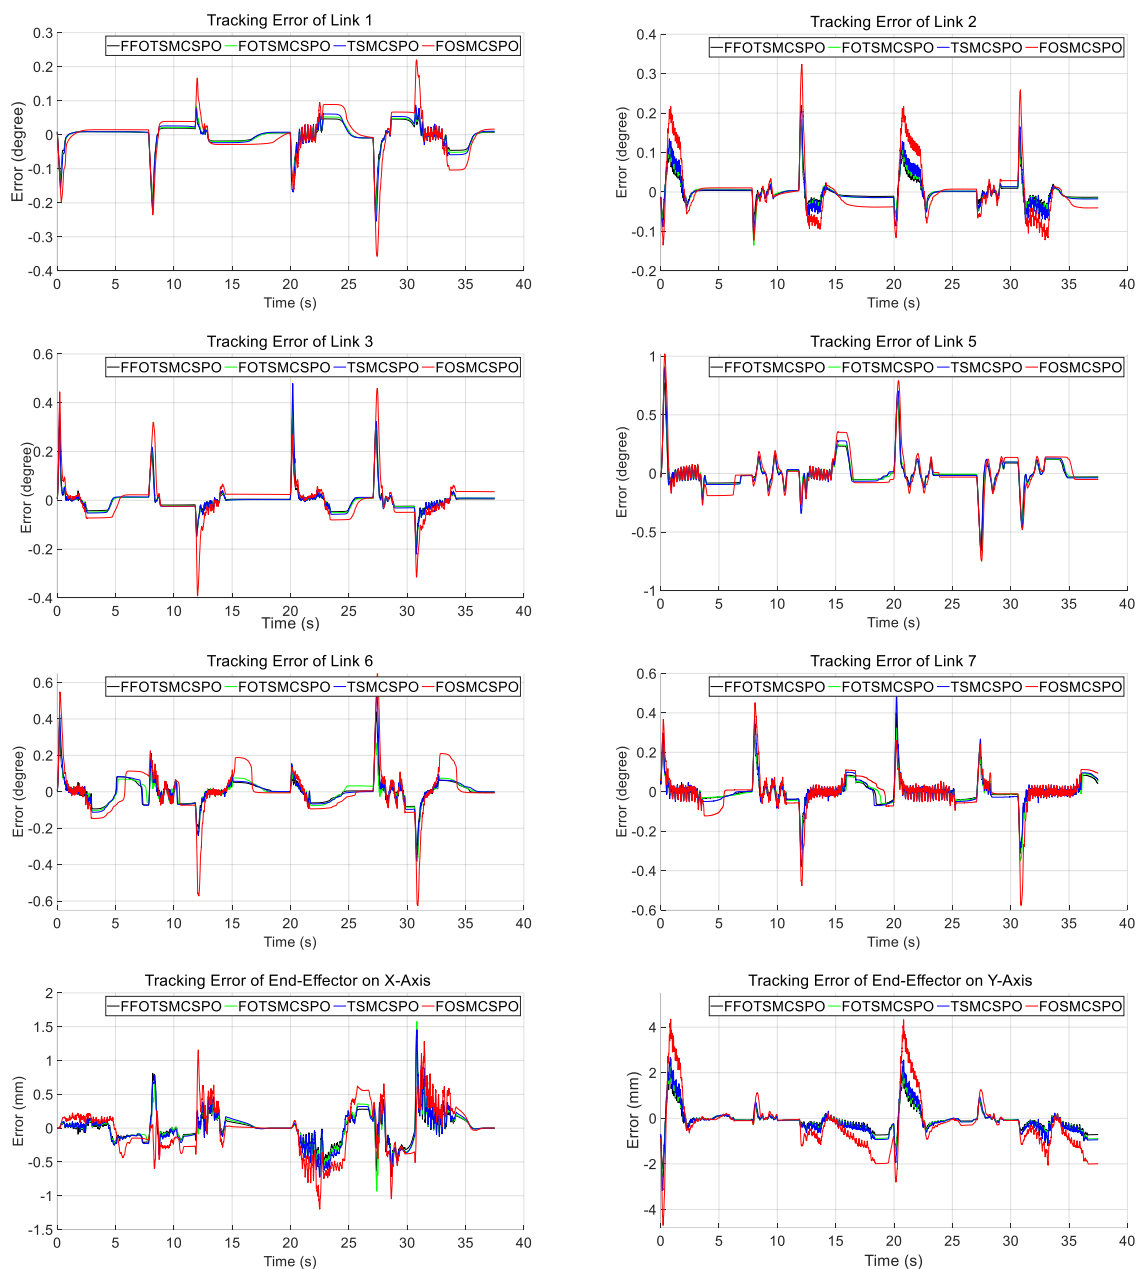 Tracking Error of Link 1
0.3
FFOTSMCSPO FOTSMCSPO TSMCSPO FOSMCSPO
0.2
0.1
0
-0.1
-0.2
-0.3
-0.4
Error (degree)
0 5 10 15 20 25 30 35 40
Time (s)
Tracking Error of Link 2
0.4
FFOTSMCSPO FOTSMCSPO TSMCSPO FOSMCSPO
0.3
0.2
0.1
0
-0.1
-0.2
Error (degree)
0 5 10 15 20 25 30 35 40
Time (s)
Tracking Error of Link 3
0.6
FFOTSMCSPO FOTSMCSPO TSMCSPO FOSMCSPO
0.4
0.2
0
-0.2
-0.4
Error (degree)
0 5 10 15 20 25 30 35 40
Time (s)
Tracking Error of Link 5
1
FFOTSMCSPO FOTSMCSPO TSMCSPO FOSMCSPO
0.5
0
-0.5
-1
Error (degree)
0 5 10 15 20 25 30 35 40
Time (s)
Tracking Error of Link 6
0.6
FFOTSMCSPO FOTSMCSPO TSMCSPO FOSMCSPO
0.4
0.2
0
-0.2
-0.4
-0.6
Error (degree)
0 5 10 15 20 25 30 35 40
Time (s)
Tracking Error of Link 7
0.6
FFOTSMCSPO FOTSMCSPO TSMCSPO FOSMCSPO
0.4
0.2
0
-0.2
-0.4
-0.6
Error (degree)
0 5 10 15 20 25 30 35 40
Time (s)
Tracking Error of End-Effector on X-Axis
2
FFOTSMCSPO FOTSMCSPO TSMCSPO FOSMCSPO
1.5
1
0.5
0
-0.5
-1
-1.5
Error (mm)
0 5 10 15 20 25 30 35 40
Time (s)
Tracking Error of End-Effector on Y-Axis
FFOTSMCSPO FOTSMCSPO TSMCSPO FOSMCSPO
4
2
0
-2
-4
Error (mm)
0 5 10 15 20 25 30 35 40
Time (s)